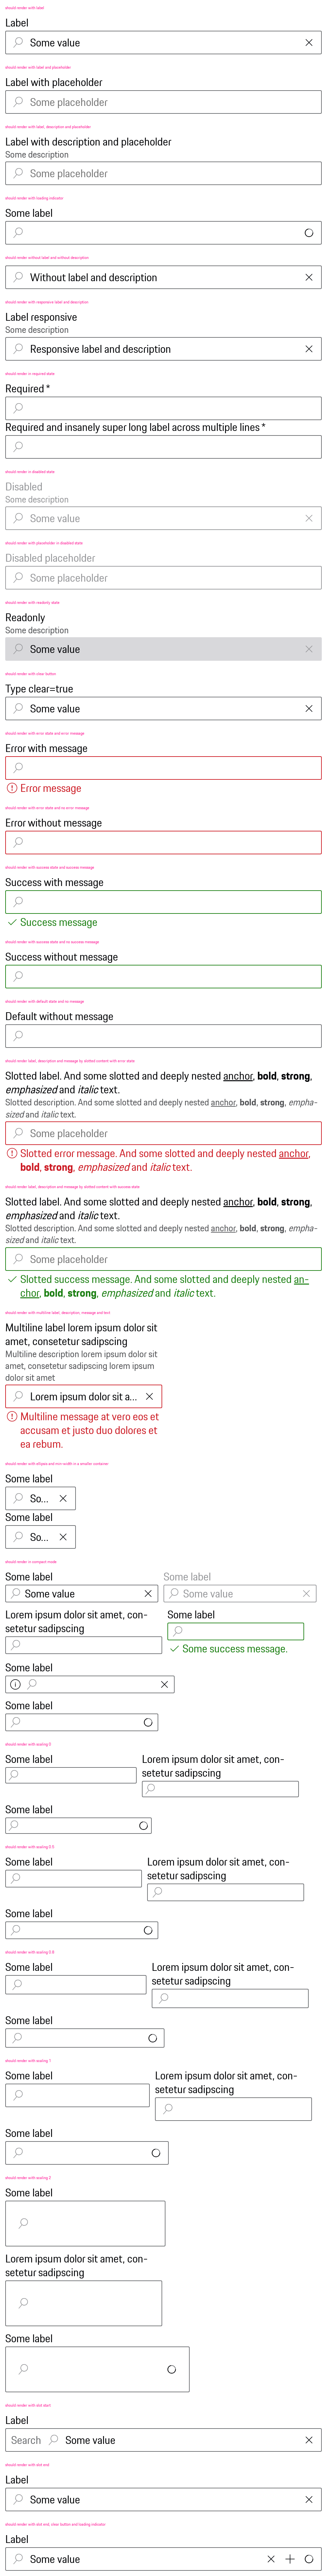 should render with label
Label
Some value
should render with label and placeholder
Label with placeholder
Some placeholder
should render with label, description and placeholder
Label with description and placeholder
Some description
Some placeholder
should render with loading indicator
Some label
should render without label and without description
Without label and description
should render with responsive label and description
Label responsive
Some description
Responsive label and description
should render in required state
Required *
Required and insanely super long label across multiple lines *
should render in disabled state
Disabled
Some description
Some value
should render with placeholder in disabled state
Disabled placeholder
Some placeholder
should render with readonly state
Readonly
Some description
Some value
should render with clear button
Type clear=true
Some value
should render with error state and error message
Error with message
Error message
should render with error state and no error message
Error without message
should render with success state and success message
Success with message
Success message
should render with success state and no success message
Success without message
should render with default state and no message
Default without message
should render label, description and message by slotted content with error state
Slotted label. And some slotted and deeply nested anchor, bold, strong,
emphasized and italic text.
Slotted description. And some slotted and deeply nested anchor, bold, strong, empha-
sized and italic text.
Some placeholder
Slotted error message. And some slotted and deeply nested anchor,
bold, strong, emphasized and italic text.
should render label, description and message by slotted content with success state
Slotted label. And some slotted and deeply nested anchor, bold, strong,
emphasized and italic text.
Slotted description. And some slotted and deeply nested anchor, bold, strong, empha-
sized and italic text.
Some placeholder
Slotted success message. And some slotted and deeply nested an-
chor, bold, strong, emphasized and italic text.
should render with multiline label, description, message and text
Multiline label lorem ipsum dolor sit
amet, consetetur sadipscing
Multiline description lorem ipsum dolor sit
amet, consetetur sadipscing lorem ipsum
dolor sit amet
Lorem ipsum dolor sit a...
Multiline message at vero eos et
accusam et justo duo dolores et
ea rebum.
should render with ellipsis and min-width in a smaller container
Some label
So...
Some label
So...
should render in compact mode
Some label Some label
Some value Some value
Lorem ipsum dolor sit amet, con-
setetur sadipscing
Some label
Some success message.
Some label
Some label
should render with scaling 0
Some label
Lorem ipsum dolor sit amet, con-
setetur sadipscing
Some label
should render with scaling 0.5
Some label
Lorem ipsum dolor sit amet, con-
setetur sadipscing
Some label
should render with scaling 0.8
Some label
Lorem ipsum dolor sit amet, con-
setetur sadipscing
Some label
should render with scaling 1
Some label
Lorem ipsum dolor sit amet, con-
setetur sadipscing
Some label
should render with scaling 2
Some label
Lorem ipsum dolor sit amet, con-
setetur sadipscing
Some label
should render with slot start
Label
Search Some value
should render with slot end
Label
Some value
should render with slot end, clear button and loading indicator
Label
Some value